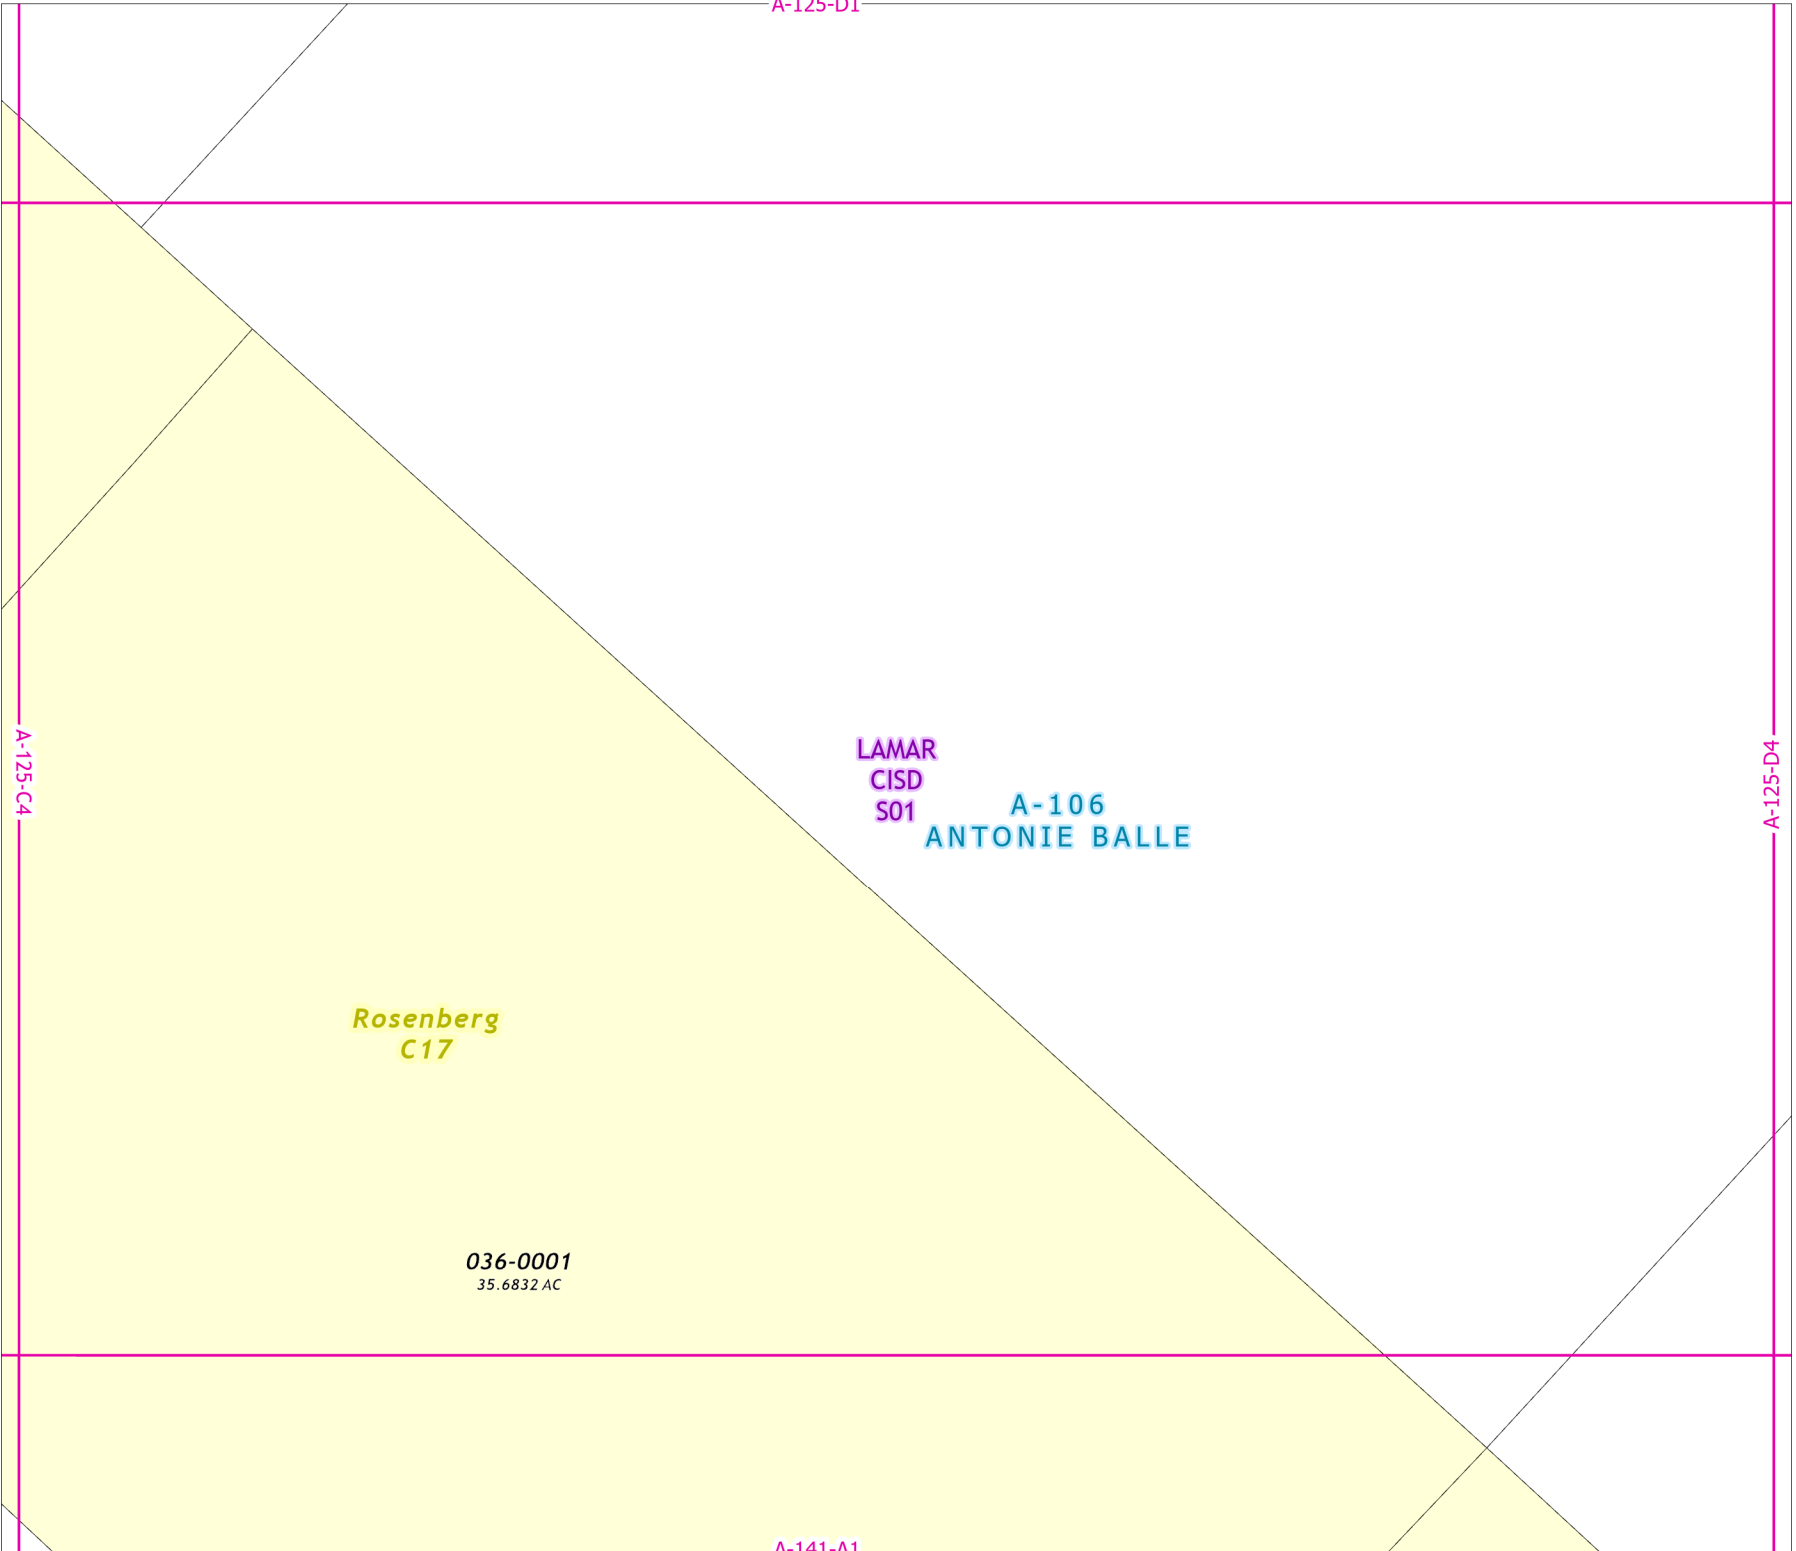 A-125-D1
A-125-C4
LAMAR
CISD
S01
A-106
ANTONIE BALLE
A-125-D4
Rosenberg
C17
036-0001
35.6832 AC
A-141-A1